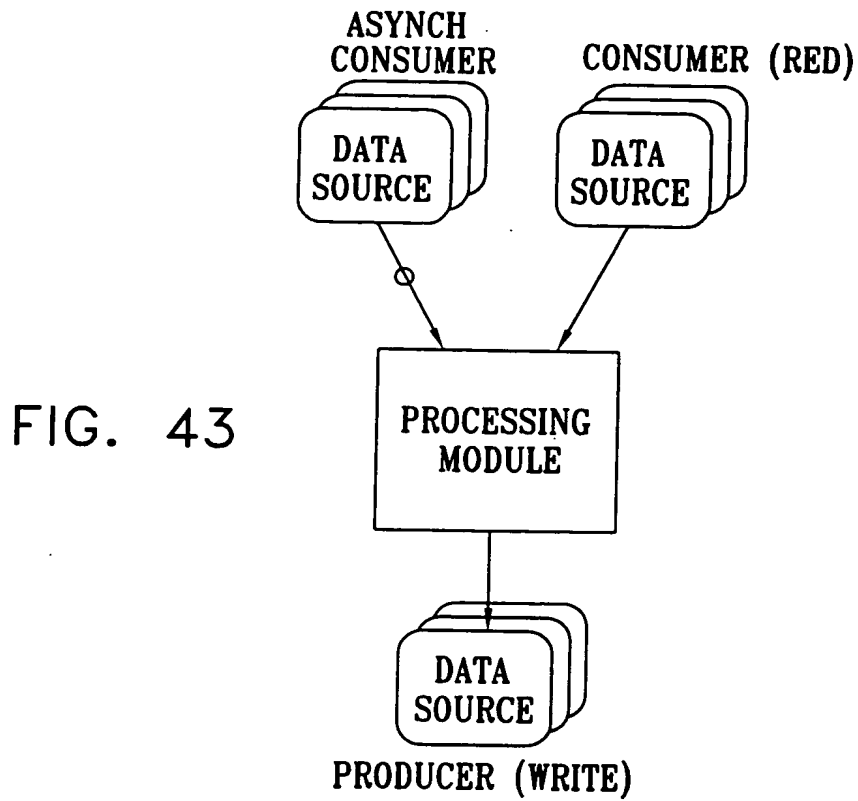 ASYNCH
CONSUMER
CONSUMER (RED)
DATA
SOURCE
DATA
SOURCE
PROCESSING
MODULE
FIG. 43
DATA
SOURCE
PRODUCER (WRITE)